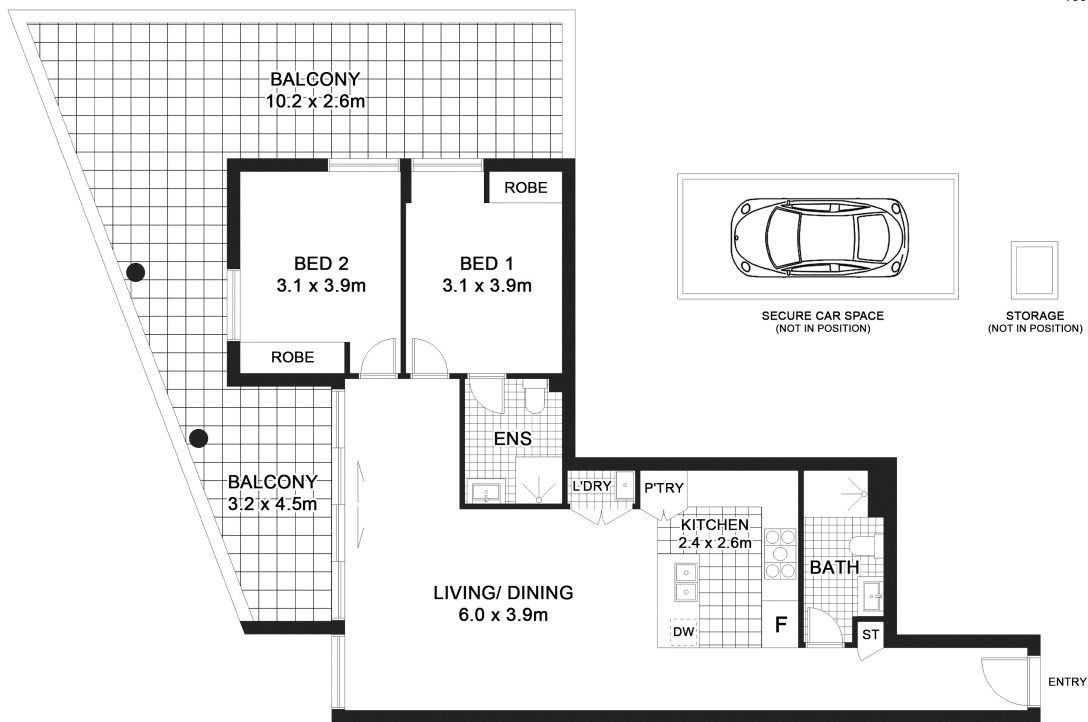 BALCONY
10.2 x 2.6m
ROBE
BED 2
3.1 x 3.9m
BED 1
3.1 x 3.9m
SECURE CAR SPACE
(NOT IN POSITION)
STORAGE
(NOT IN POSITION)
ROBE
ENS
BALCONY
3.2 x 4.5m
L'DRY
P'TRY
KITCHEN
2.4 x 2.6m
BATH
LIVING/ DINING
6.0 x 3.9m
DW
F
ST
ENTRY